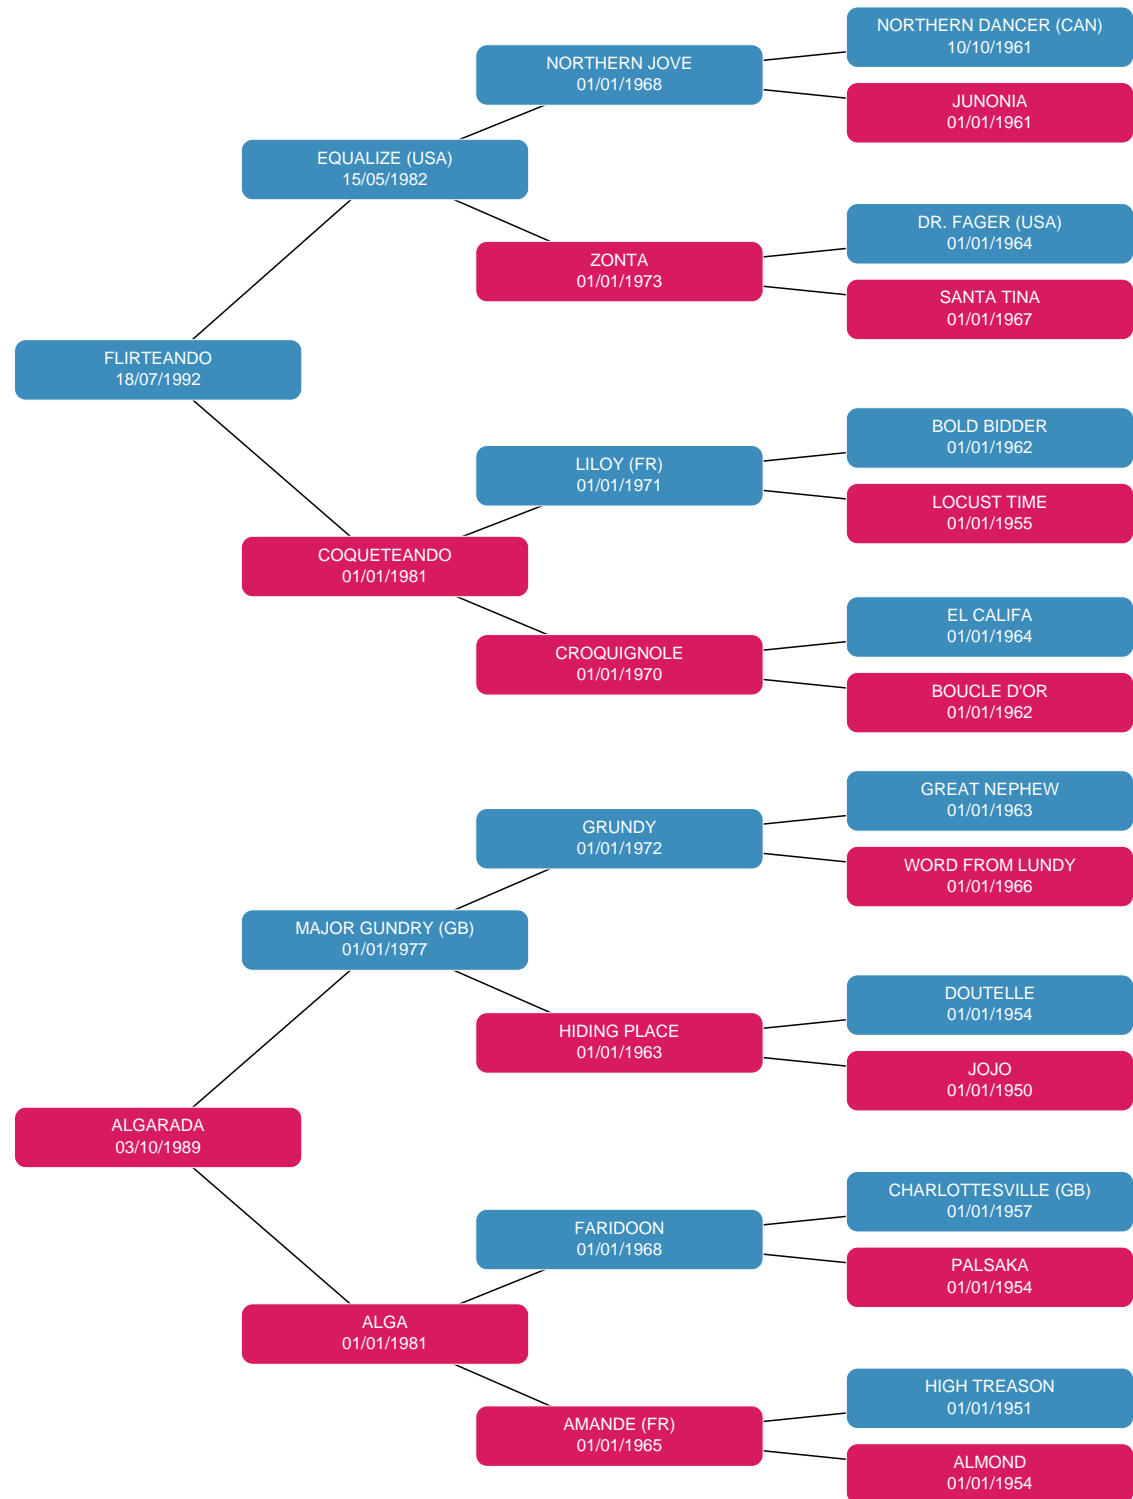 NORTHERN DANCER (CAN)
10/10/1961
NORTHERN JOVE
01/01/1968
JUNONIA
01/01/1961
EQUALIZE (USA)
15/05/1982
DR. FAGER (USA)
01/01/1964
ZONTA
01/01/1973
SANTA TINA
01/01/1967
FLIRTEANDO
18/07/1992
BOLD BIDDER
01/01/1962
LILOY (FR)
01/01/1971
LOCUST TIME
01/01/1955
COQUETEANDO
01/01/1981
EL CALIFA
01/01/1964
CROQUIGNOLE
01/01/1970
BOUCLE D'OR
01/01/1962
GREAT NEPHEW
01/01/1963
GRUNDY
01/01/1972
WORD FROM LUNDY
01/01/1966
MAJOR GUNDRY (GB)
01/01/1977
DOUTELLE
01/01/1954
HIDING PLACE
01/01/1963
JOJO
01/01/1950
ALGARADA
03/10/1989
CHARLOTTESVILLE (GB)
01/01/1957
FARIDOON
01/01/1968
PALSAKA
01/01/1954
ALGA
01/01/1981
HIGH TREASON
01/01/1951
AMANDE (FR)
01/01/1965
ALMOND
01/01/1954